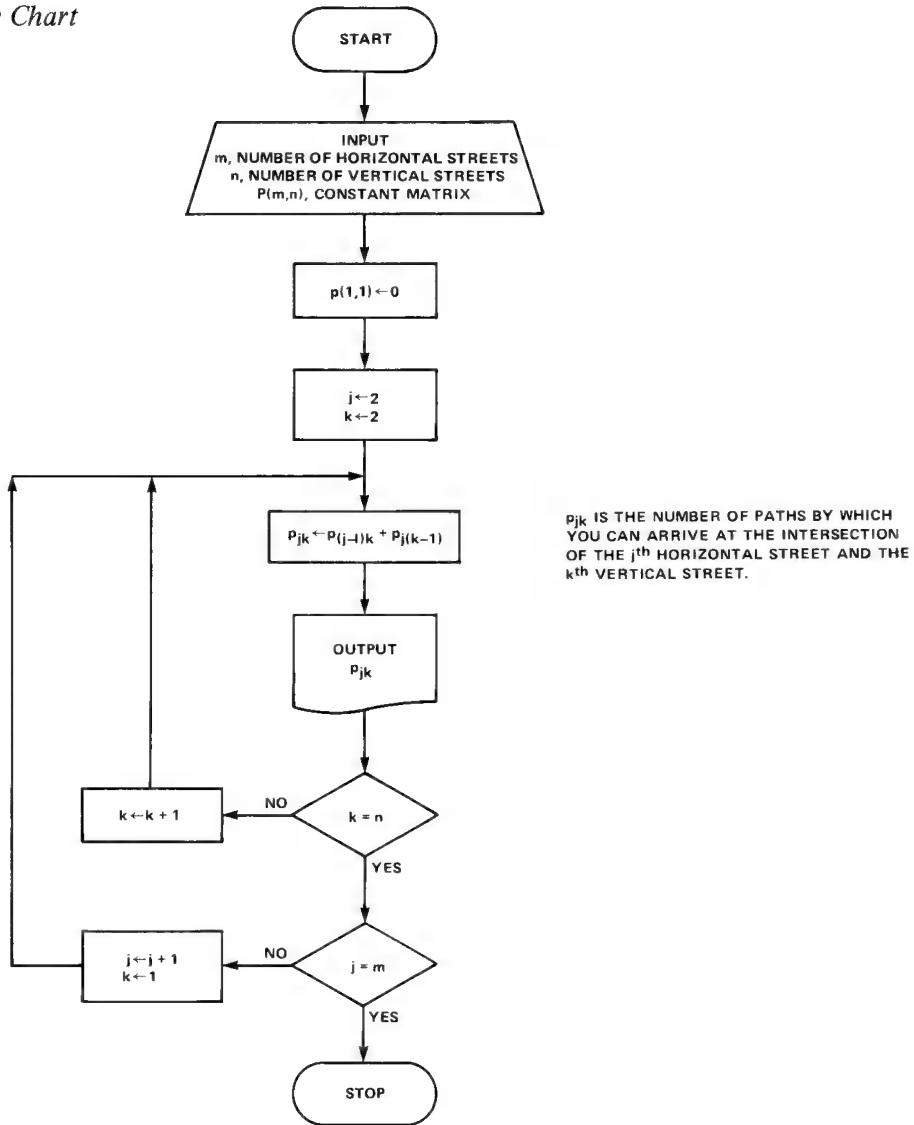 Chart
START
INPUT
m, NUMBER OF HORIZONTAL STREETS
n, NUMBER OF VERTICAL STREETS
P(m,n), CONSTANT MATRIX
p(1,1)←0
j←2
k←2
pjk←p(j–l)k + pj(k–1)
pjk IS THE NUMBER OF PATHS BY WHICH
YOU CAN ARRIVE AT THE INTERSECTION
OF THE jth HORIZONTAL STREET AND THE
kth VERTICAL STREET.
OUTPUT
pjk
k←k + 1
NO
k = n
YES
j←j + 1
k←1
NO
j = m
YES
STOP